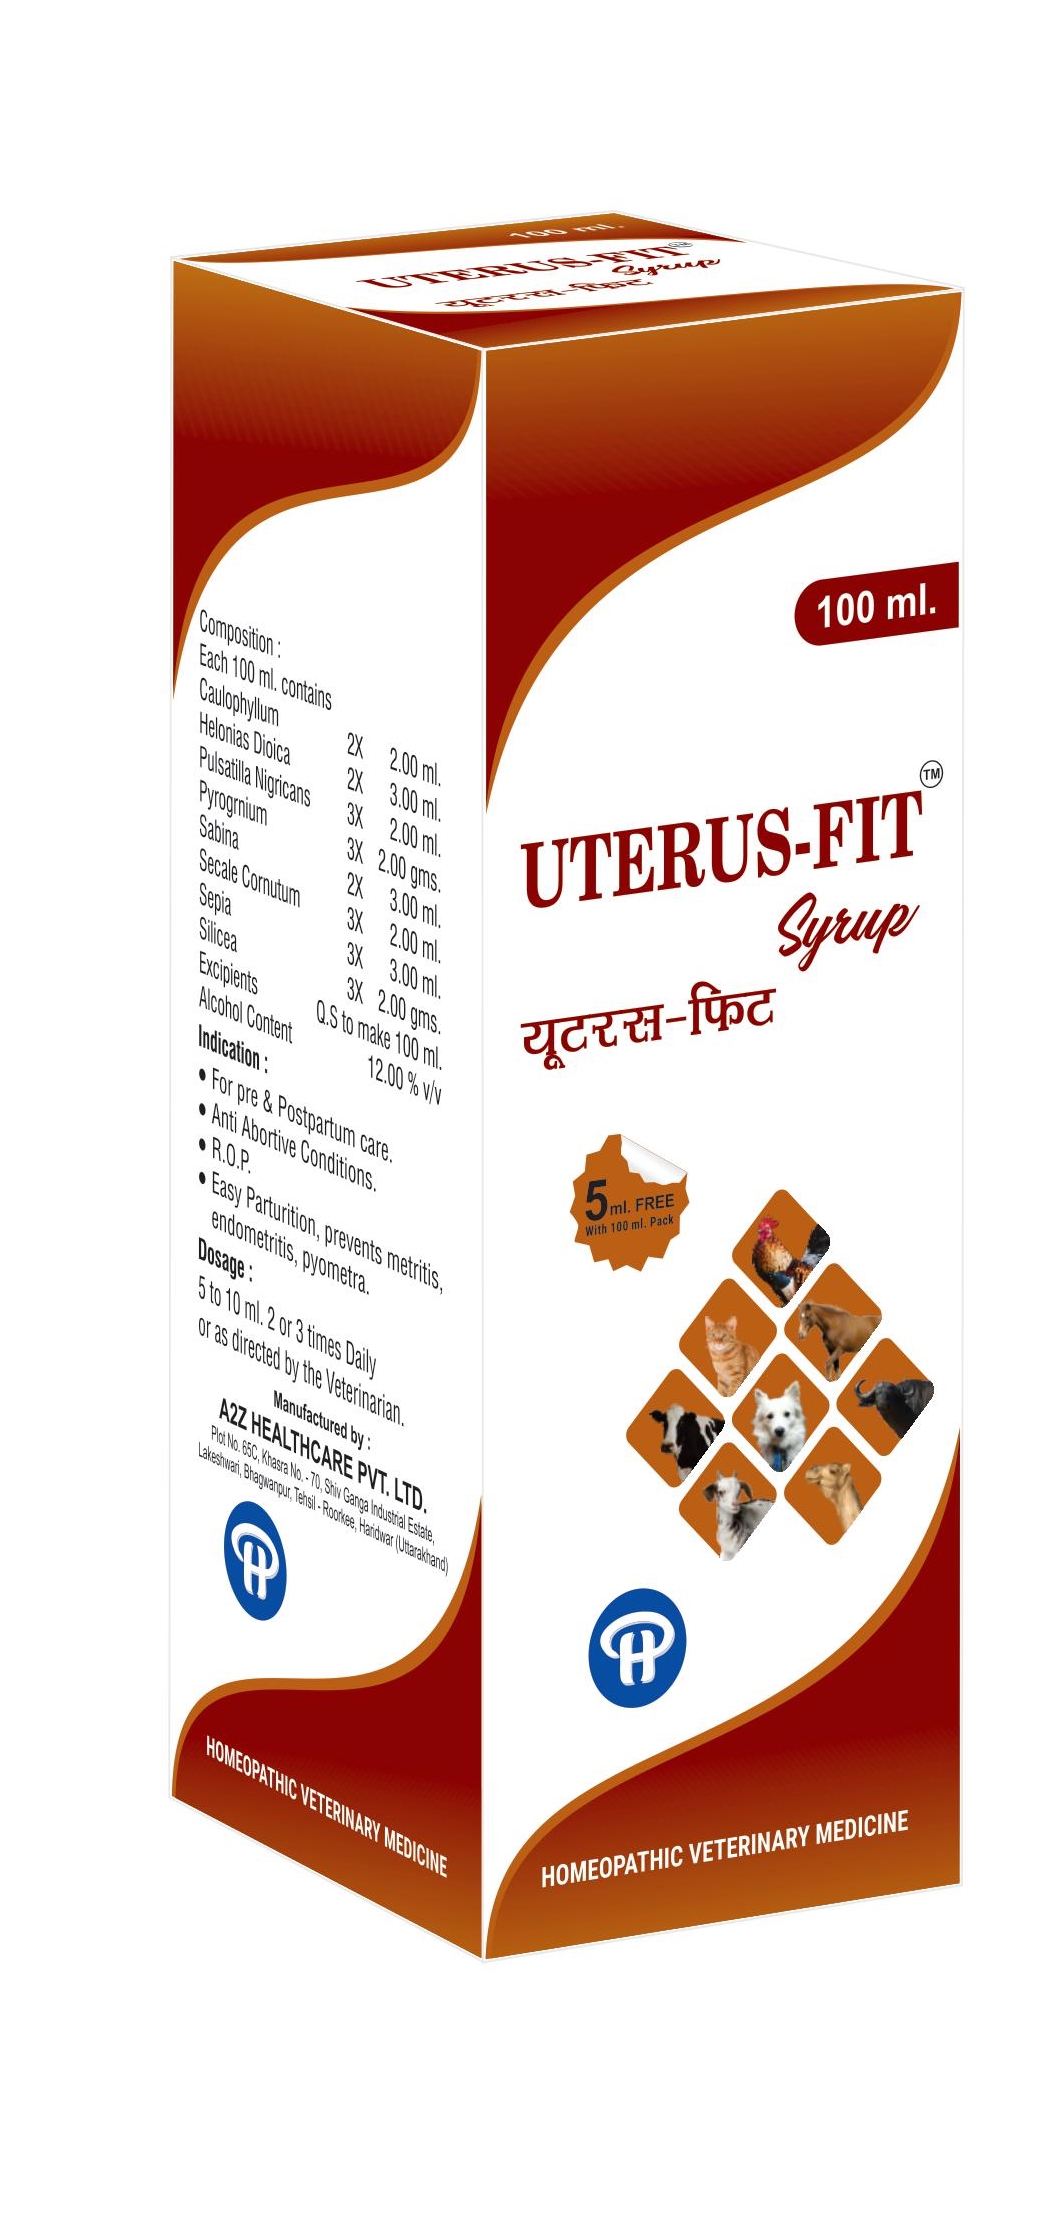 100 ml.
UTERUS-FIT
Syrup
यूटरस-फिट
Composition :
Each 100 ml. contains
Caulophyllum 2X 2.00 ml.
Helonias Dioica 2X 3.00 ml.
Pulsatilla Nigricans 3X 2.00 ml.
Pyrogrnium 3X 2.00 gms.
Sabina 2X 3.00 ml.
Secale Cornutum 3X 2.00 ml.
Sepia 3X 3.00 ml.
Silicea 3X 2.00 gms.
Excipients Q.S to make 100 ml.
Alcohol Content 12.00 % v/v
Indication :
• For pre & Postpartum care.
• Anti Abortive Conditions.
• R.O.P.
• Easy Parturition, prevents metritis,
endometritis, pyometra.
Dosage :
5 to 10 ml. 2 or 3 times Daily
or as directed by the Veterinarian.
Manufactured by :
A2Z HEALTHCARE PVT. LTD.
Plot No. 65C, Khasra No. - 70, Shiv Ganga Industrial Estate,
Lakeshwari, Bhagwanpur, Tehsil - Roorkee, Haridwar (Uttarakhand)
PH
HOMEOPATHIC VETERINARY MEDICINE
100 ml.
UTERUS-FIT TM
Syrup
यूटरस-फिट
5 ml. FREE
With 100 ml. Pack
PH
HOMEOPATHIC VETERINARY MEDICINE